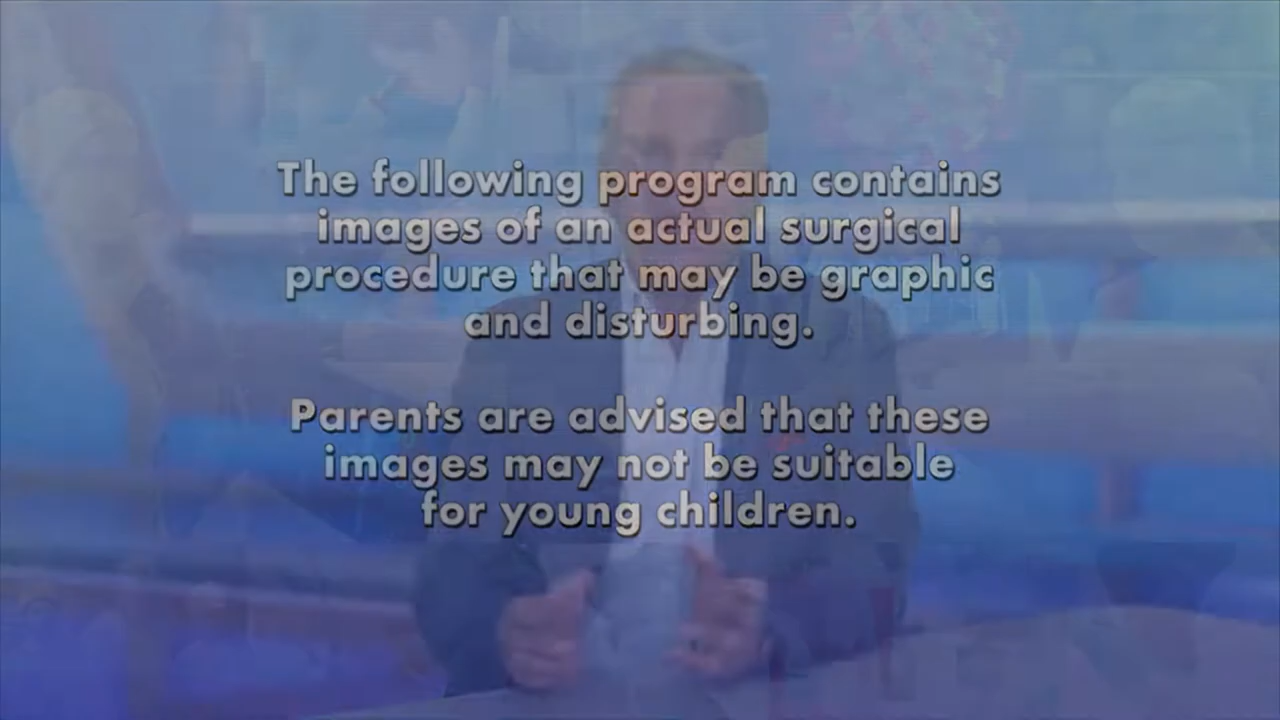 The following program contains
images of an actual surgical
procedure that may be graphic
and disturbing.
Parents are advised that these
images may not be suitable
for young children.